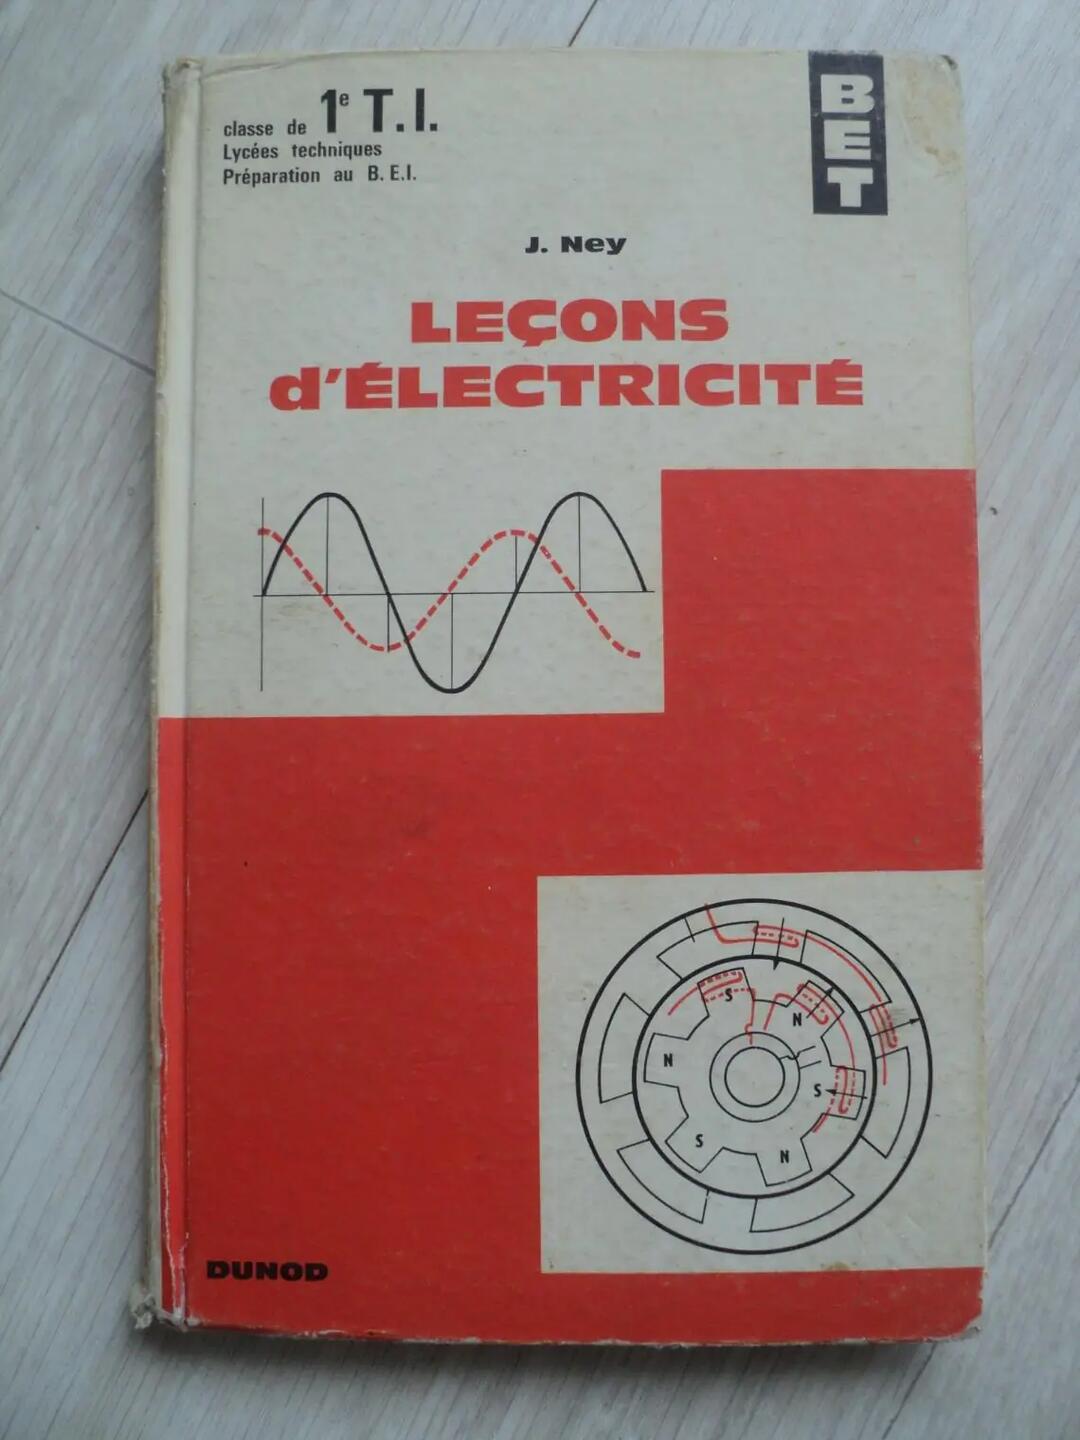 classe de 1e T.I.
Lycées techniques
Préparation au B.E.I.
BET
J. Ney
LEÇONS
d'ÉLECTRICITÉ
S
N
N
S
S
N
DUNOD